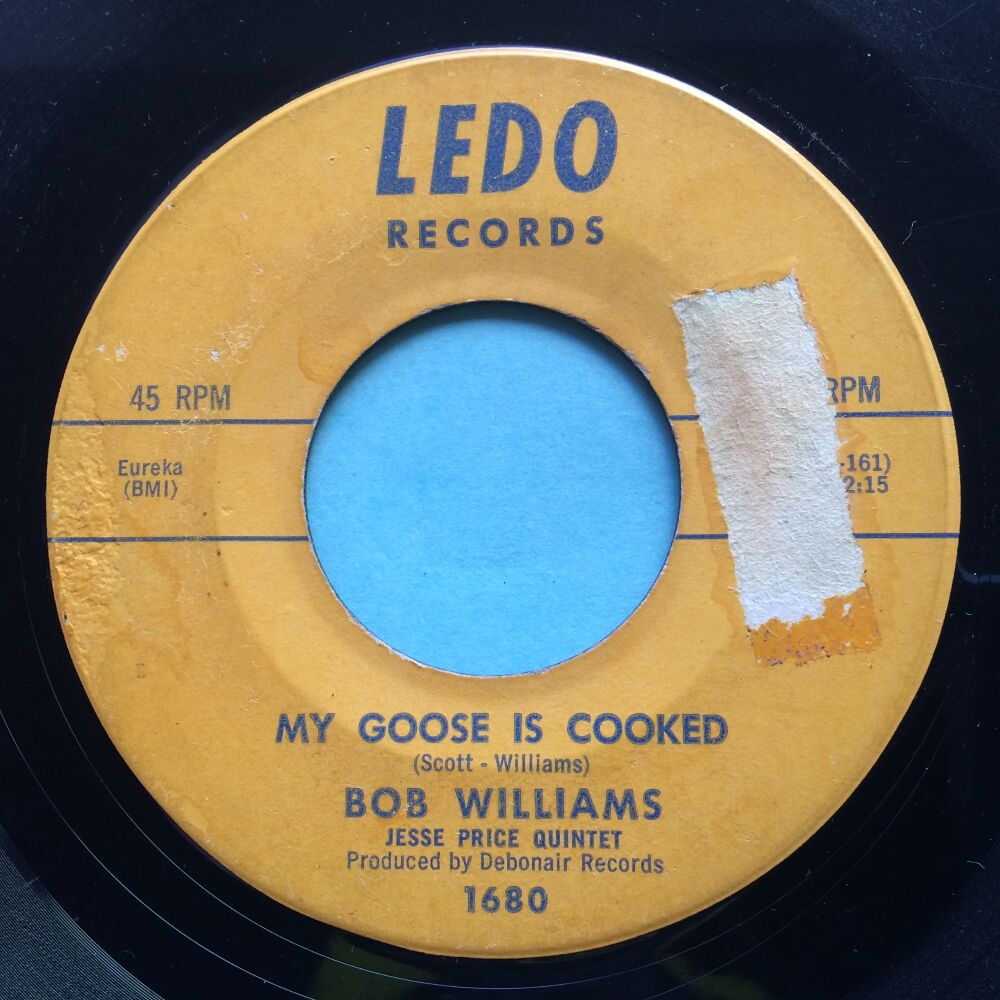 LEDO
RECORDS
45 RPM
RPM
Eureka
(BMI)
-161)
2:15
MY GOOSE IS COOKED
(Scott - Williams)
BOB WILLIAMS
JESSE PRICE QUINTET
Produced by Debonair Records
1680